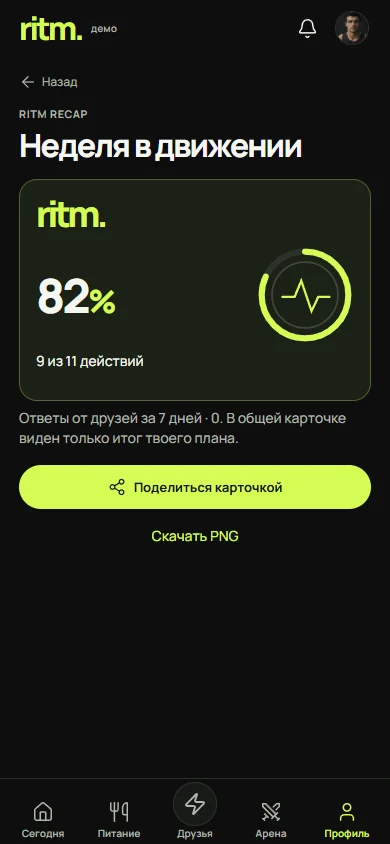 ritm. демо
Назад
RITM RECAP
Неделя в движении
ritm.
82%
9 из 11 действий
Ответы от друзей за 7 дней · 0. В общей карточке
виден только итог твоего плана.
Поделиться карточкой
Скачать PNG
Сегодня Питание Друзья Арена Профиль